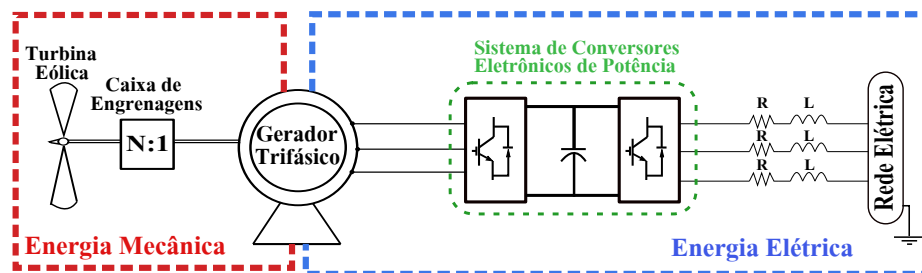 Turbina
Eólica
Caixa de
Engrenagens
N:1
Gerador
Trifásico
Sistema de Conversores
Eletrônicos de Potência
R
L
R
L
R
L
Rede Elétrica
Energia Mecânica
Energia Elétrica